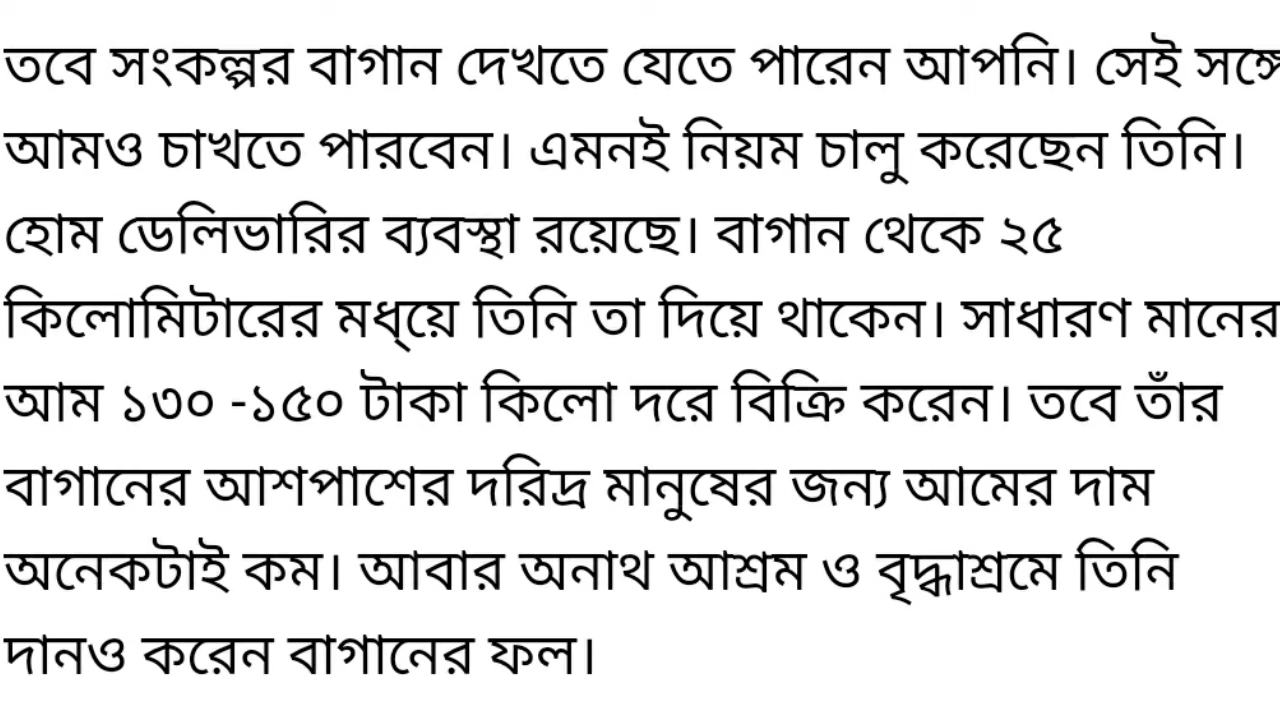 তবে সংকল্পর বাগান দেখতে যেতে পারেন আপনি। সেই সঙ্গে
আমও চাখতে পারবেন। এমনই নিয়ম চালু করেছেন তিনি।
হোম ডেলিভারির ব্যবস্থা রয়েছে। বাগান থেকে ২৫
কিলোমিটারের মধ্য়ে তিনি তা দিয়ে থাকেন। সাধারণ মানের
আম ১৩০ -১৫০ টাকা কিলো দরে বিক্রি করেন। তবে তাঁর
বাগানের আশপাশের দরিদ্র মানুষের জন্য আমের দাম
অনেকটাই কম। আবার অনাথ আশ্রম ও বৃদ্ধাশ্রমে তিনি
দানও করেন বাগানের ফল।